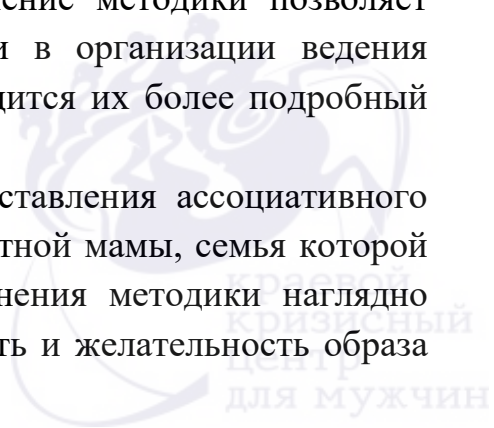 ение методики позволяет
и в организации ведения
дится их более подробный
ставления ассоциативного
тной мамы, семья которой
нения методики наглядно
краевой
кризисный
ть и желательность образа
центр
для мужчин